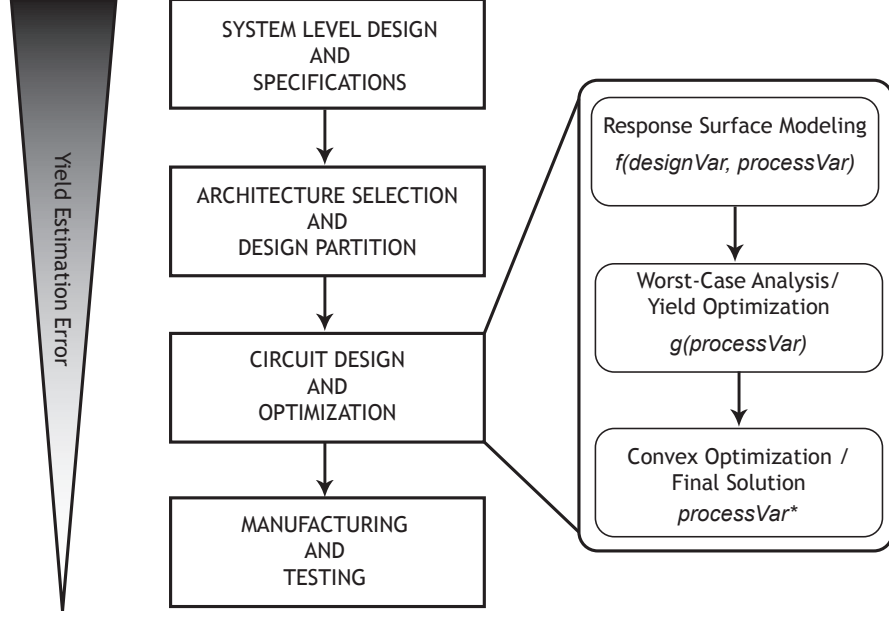 Yield Estimation Error
SYSTEM LEVEL DESIGN
AND
SPECIFICATIONS
ARCHITECTURE SELECTION
AND
DESIGN PARTITION
CIRCUIT DESIGN
AND
OPTIMIZATION
MANUFACTURING
AND
TESTING
Response Surface Modeling
f(designVar, processVar)
Worst-Case Analysis/
Yield Optimization
g(processVar)
Convex Optimization /
Final Solution
processVar*